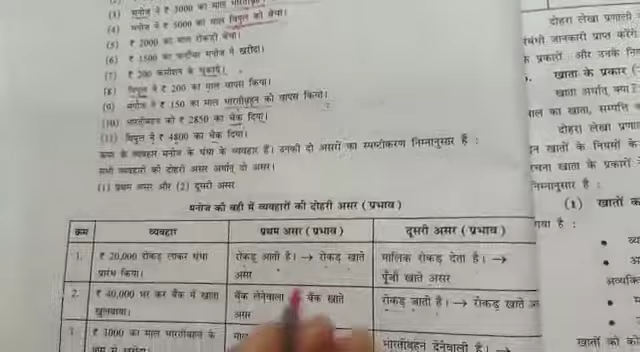 (3) मनोज ने ₹ 3000 का माल
(4) मनोज ने ₹ 5000 का माल विपुल को बेचा।
(5) ₹ 2000 का माल रोकड़ी बेचा।
(6) ₹ 1500 का फर्नीचर मनोज ने खरीदा।
(7) ₹ 200 कमीशन के चुकाये।
(8) विपुल ने ₹ 200 का माल वापस किया।
(9) मनोज ने ₹ 150 का माल भारतीबहन को वापस किया।
(10) भारतीबहन को ₹ 2850 का चेक दिया।
(11) विपुल ने ₹ 4800 का चेक दिया।
ऊपर के व्यवहार मनोज के धंधा के व्यवहार हैं। उनकी दो असरों का स्पष्टीकरण निम्नानुसार हैं :
सभी व्यवहारों की दोहरी असर अर्थात् दो असर।
(1) प्रथम असर और (2) दूसरी असर
मनोज की बही में व्यवहारों की दोहरी असर (प्रभाव)
क्रम व्यवहार प्रथम असर (प्रभाव) दूसरी असर (प्रभाव)
1. ₹ 20,000 रोकड़ लाकर धंधा रोकड़ आती है। → रोकड़ खाते मालिक रोकड़ देता है। →
प्रारंभ किया। असर पूँजी खाते असर
2. ₹ 40,000 भर कर बैंक में खाता बैंक लेनेवाला बैंक खाते रोकड़ जाती है। → रोकड़ खाते
खुलवाया। असर
3. ₹ 3000 का माल भारतीबहन के भारतीबहन देनेवाली है। →
दोहरा लेखा प्रणाली
संबंधी जानकारी प्राप्त करेंगे
के प्रकारों और उनके
खाता के प्रकार
खाता अर्थात् क्या ?
माल का खाता, सम्पत्ति
दोहरा लेखा
इन खातों के नियमों के
रचना खाता के प्रकारों
निम्नानुसार है :
(1) खातों
गया है :
खातों को